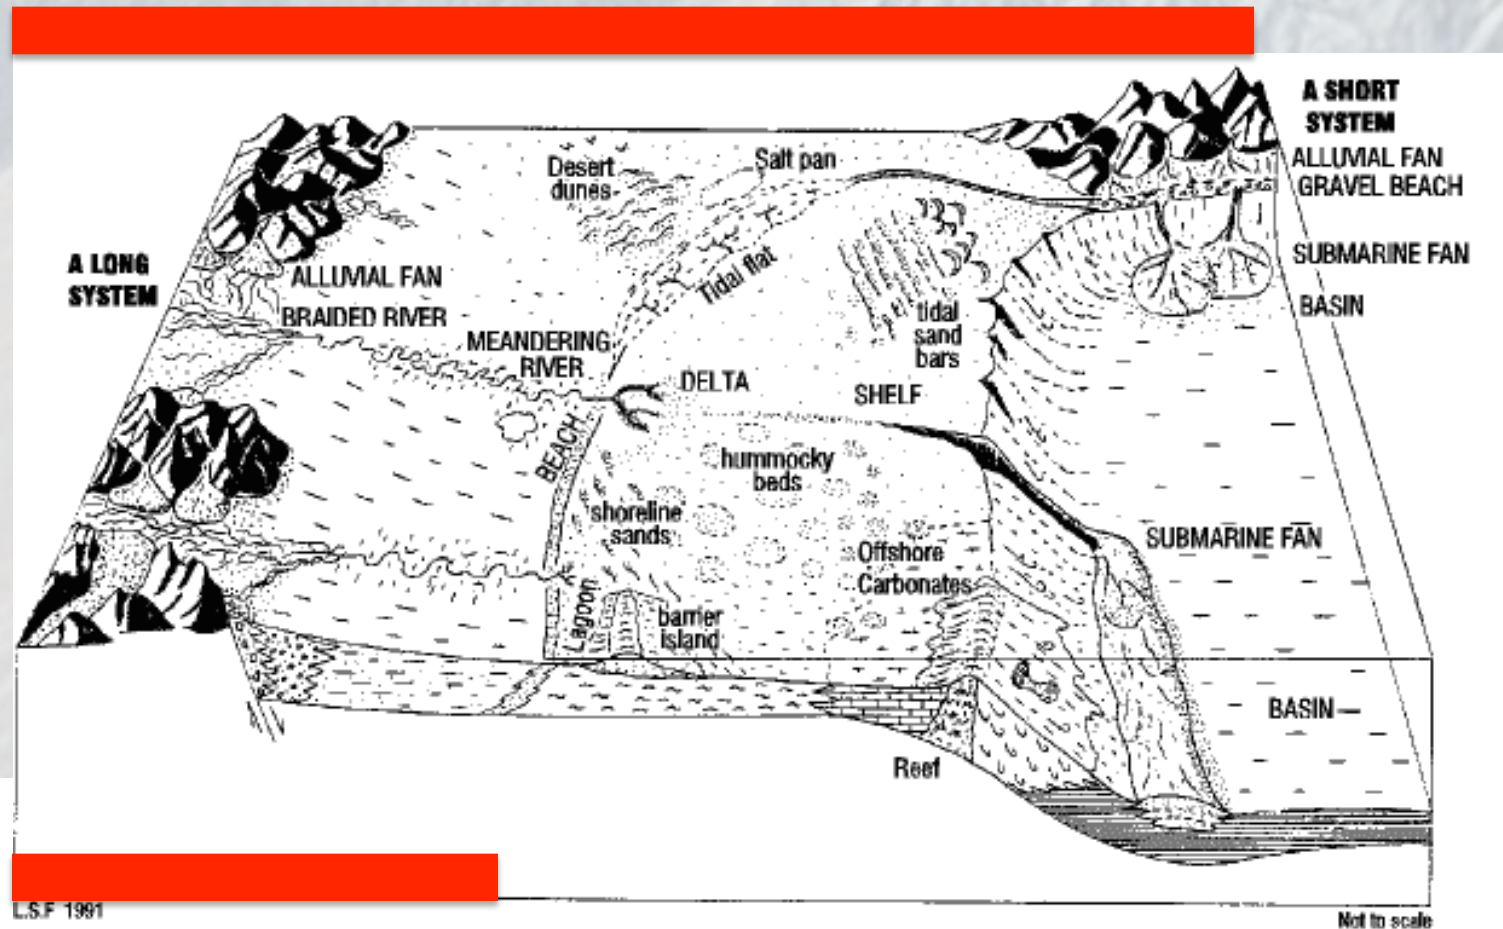 A SHORT
SYSTEM
ALLUVIAL FAN
GRAVEL BEACH
SUBMARINE FAN
BASIN
Desert
dunes
Salt pan
A LONG
SYSTEM
ALLUVIAL FAN
BRAIDED RIVER
MEANDERING
RIVER
Tidal flat
tidal
sand
bars
DELTA
SHELF
BEACH
hummocky
beds
shoreline
sands
Offshore
Carbonates
SUBMARINE FAN
Lagoon
barrier
island
BASIN
Reef
L.S.F 1991
Not to scale